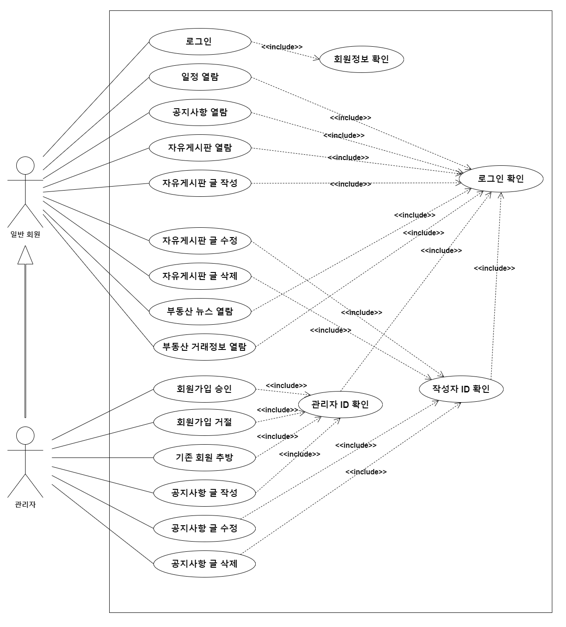 로그인
<<include>>
회원정보 확인
일정 열람
<<include>>
공지사항 열람
<<include>>
자유게시판 열람
<<include>>
로그인 확인
자유게시판 글 작성
<<include>>
<<include>>
일반 회원
자유게시판 글 수정
<<include>>
<<include>>
자유게시판 글 삭제
부동산 뉴스 열람
<<include>>
<<include>>
부동산 거래정보 열람
회원가입 승인
<<include>>
작성자 ID 확인
관리자 ID 확인
회원가입 거절
<<include>>
<<include>>
기존 회원 추방
<<include>>
<<include>>
<<include>>
공지사항 글 작성
관리자
공지사항 글 수정
공지사항 글 삭제